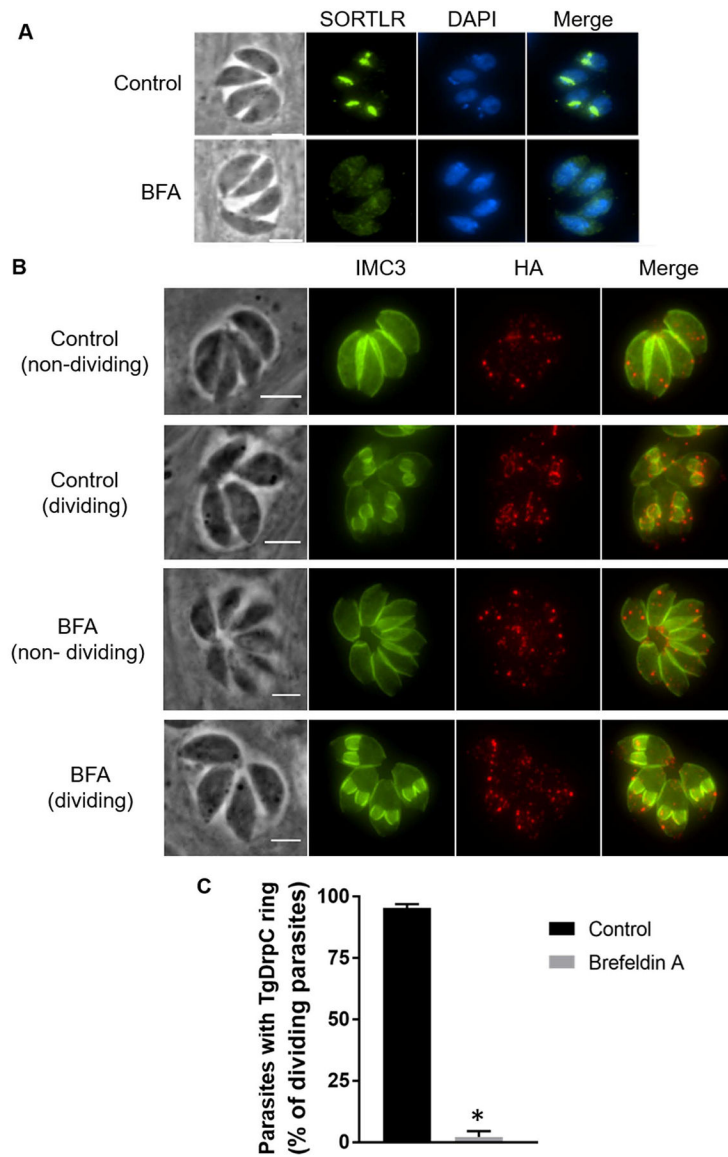 A
SORTLR DAPI Merge
Control
BFA
B
IMC3 HA Merge
Control
(non-dividing)
Control
(dividing)
BFA
(non- dividing)
BFA
(dividing)
C
Parasites with TgDrpC ring
(% of dividing parasites)
100
75
50
25
0
*
Control
Brefeldin A